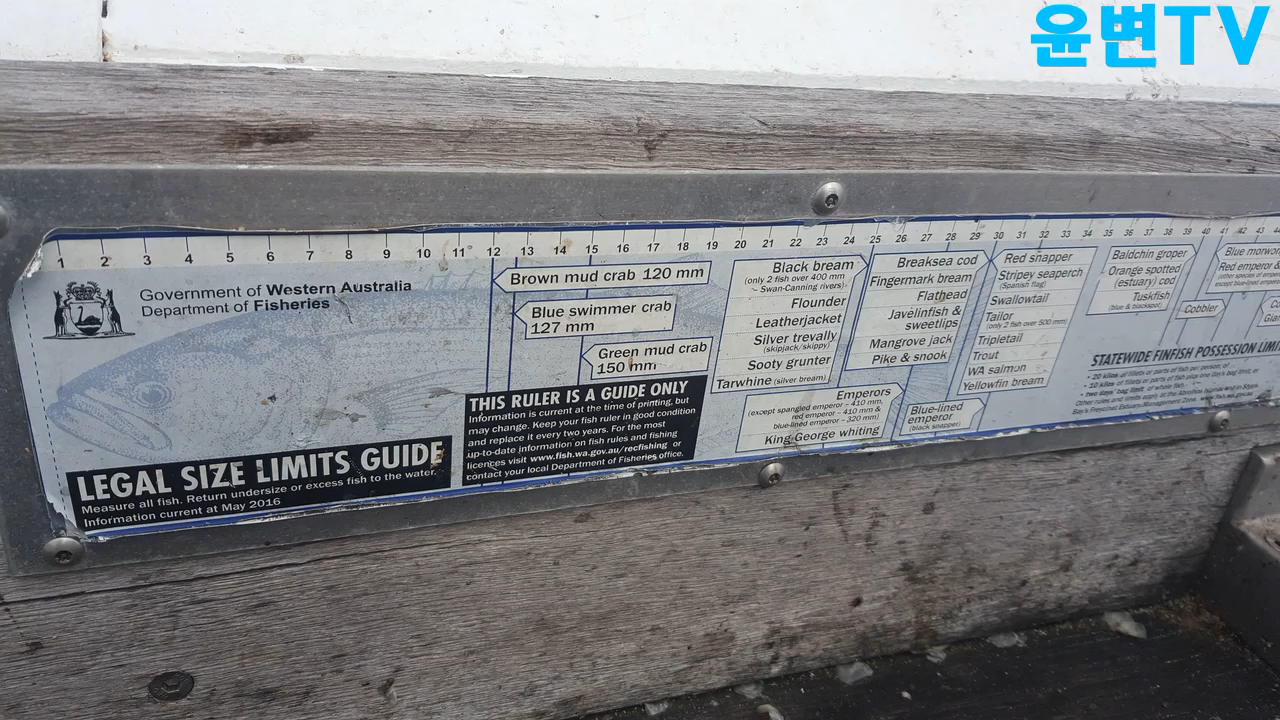 윤변TV
1 2 3 4 5 6 7 8 9 10 11 12 13 14 15 16 17 18 19 20 21 22 23 24 25 26 27 28 29 30 31 32 33 34 35 36 37 38 39 40 41 42 43
Government of Western Australia
Department of Fisheries
LEGAL SIZE LIMITS GUIDE
Measure all fish. Return undersize or excess fish to the water.
Information current at May 2016
Brown mud crab 120 mm
Blue swimmer crab
127 mm
Green mud crab
150 mm
THIS RULER IS A GUIDE ONLY
Information is current at the time of printing, but
may change. Keep your fish ruler in good condition
and replace it every two years. For the most
up-to-date information on fish rules and fishing
licences visit www.fish.wa.gov.au/recfishing or
contact your local Department of Fisheries office.
Black bream
(only 2 fish over 400 mm
– Swan-Canning rivers)
Flounder
Leatherjacket
Silver trevally
(skipjack/skippy)
Sooty grunter
Tarwhine (silver bream)
Emperors
(except spangled emperor – 410 mm,
red emperor – 410 mm &
blue-lined emperor – 320 mm)
King George whiting
Breaksea cod
Fingermark bream
Flathead
Javelinfish &
sweetlips
Mangrove jack
Pike & snook
Blue-lined
emperor
(black snapper)
Red snapper
Stripey seaperch
(Spanish flag)
Swallowtail
Tailor
(only 2 fish over 500 mm)
Tripletail
Trout
WA salmon
Yellowfin bream
Baldchin groper
Orange spotted
(estuary) cod
Tuskfish
(blue & blackspot)
Cobbler
Blue
Red emperor
STATEWIDE FINFISH POSSESSION